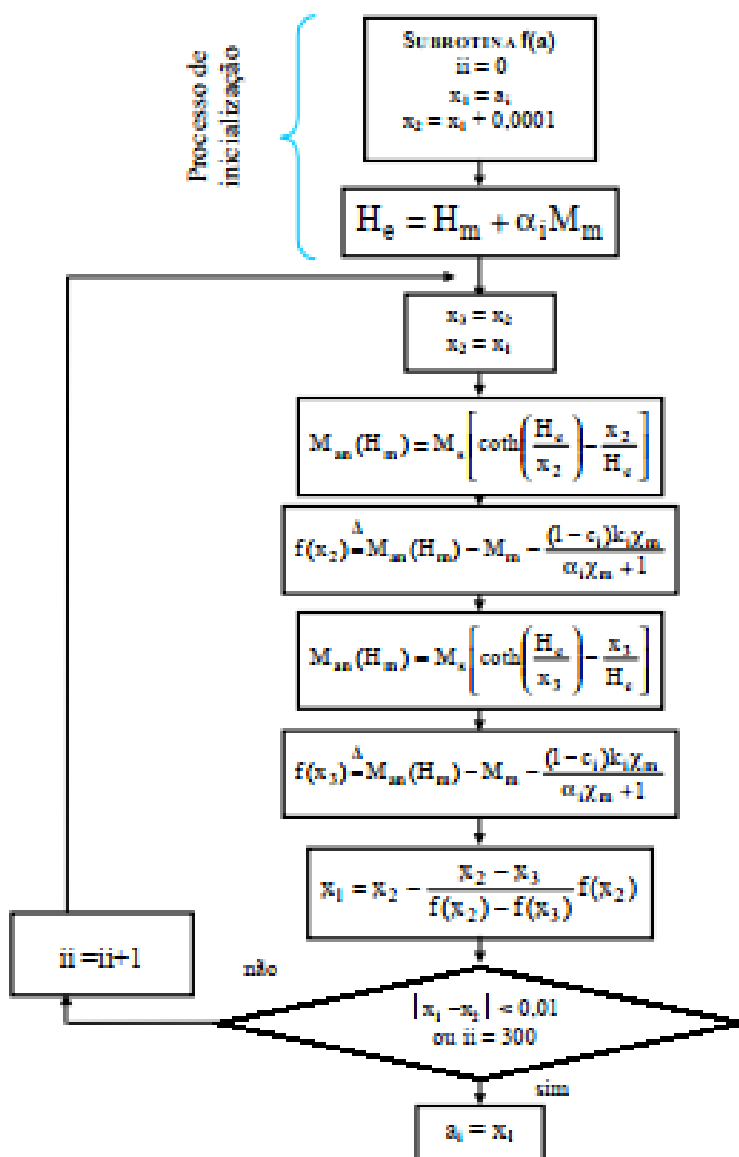 Processo de
inicialização
SUBROTINA f(a)
ii = 0
x₁ = aᵢ
x₂ = x₁ + 0,0001
Hₑ = Hₘ + αᵢMₘ
x₃ = x₂
x₂ = x₁
Mₐₙ(Hₘ) = Mₛ[coth(Hₑ/x₂) − x₂/Hₑ]
f(x₂) ≜ Mₐₙ(Hₘ) − Mₘ − (1 − cᵢ)kᵢχₘ/(αᵢχₘ + 1)
Mₐₙ(Hₘ) = Mₛ[coth(Hₑ/x₃) − x₃/Hₑ]
f(x₃) ≜ Mₐₙ(Hₘ) − Mₘ − (1 − cᵢ)kᵢχₘ/(αᵢχₘ + 1)
x₁ = x₂ − (x₂ − x₃)/(f(x₂) − f(x₃)) f(x₂)
ii =ii+1
não
|x₁ − x₂| < 0,01
ou ii = 300
sim
aᵢ = x₁